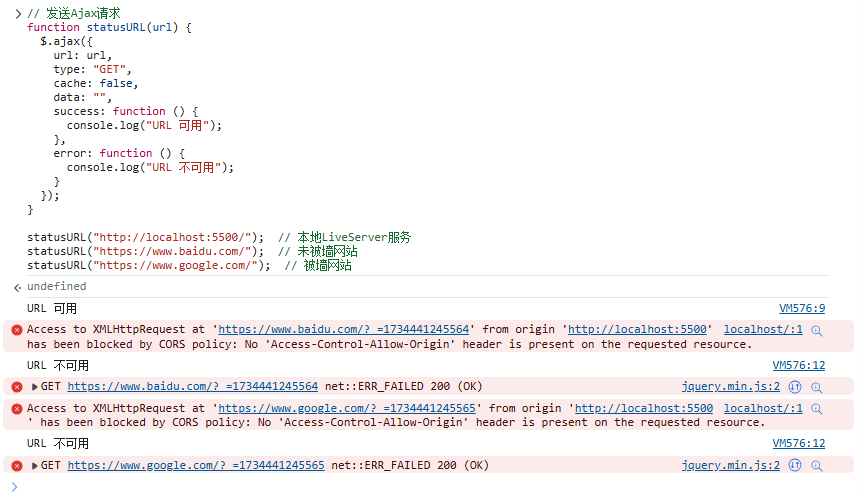 // 发送Ajax请求
function statusURL(url) {
  $.ajax({
    url: url,
    type: "GET",
    cache: false,
    data: "",
    success: function () {
      console.log("URL 可用");
    },
    error: function () {
      console.log("URL 不可用");
    }
  });
}

statusURL("http://localhost:5500/");  // 本地LiveServer服务
statusURL("https://www.baidu.com/");  // 未被墙网站
statusURL("https://www.google.com/");  // 被墙网站
undefined
URL 可用 VM576:9
Access to XMLHttpRequest at 'https://www.baidu.com/?_=1734441245564' from origin 'http://localhost:5500' localhost/:1
has been blocked by CORS policy: No 'Access-Control-Allow-Origin' header is present on the requested resource.
URL 不可用 VM576:12
GET https://www.baidu.com/?_=1734441245564 net::ERR_FAILED 200 (OK) jquery.min.js:2
Access to XMLHttpRequest at 'https://www.google.com/?_=1734441245565' from origin 'http://localhost:5500 localhost/:1
' has been blocked by CORS policy: No 'Access-Control-Allow-Origin' header is present on the requested resource.
URL 不可用 VM576:12
GET https://www.google.com/?_=1734441245565 net::ERR_FAILED 200 (OK) jquery.min.js:2